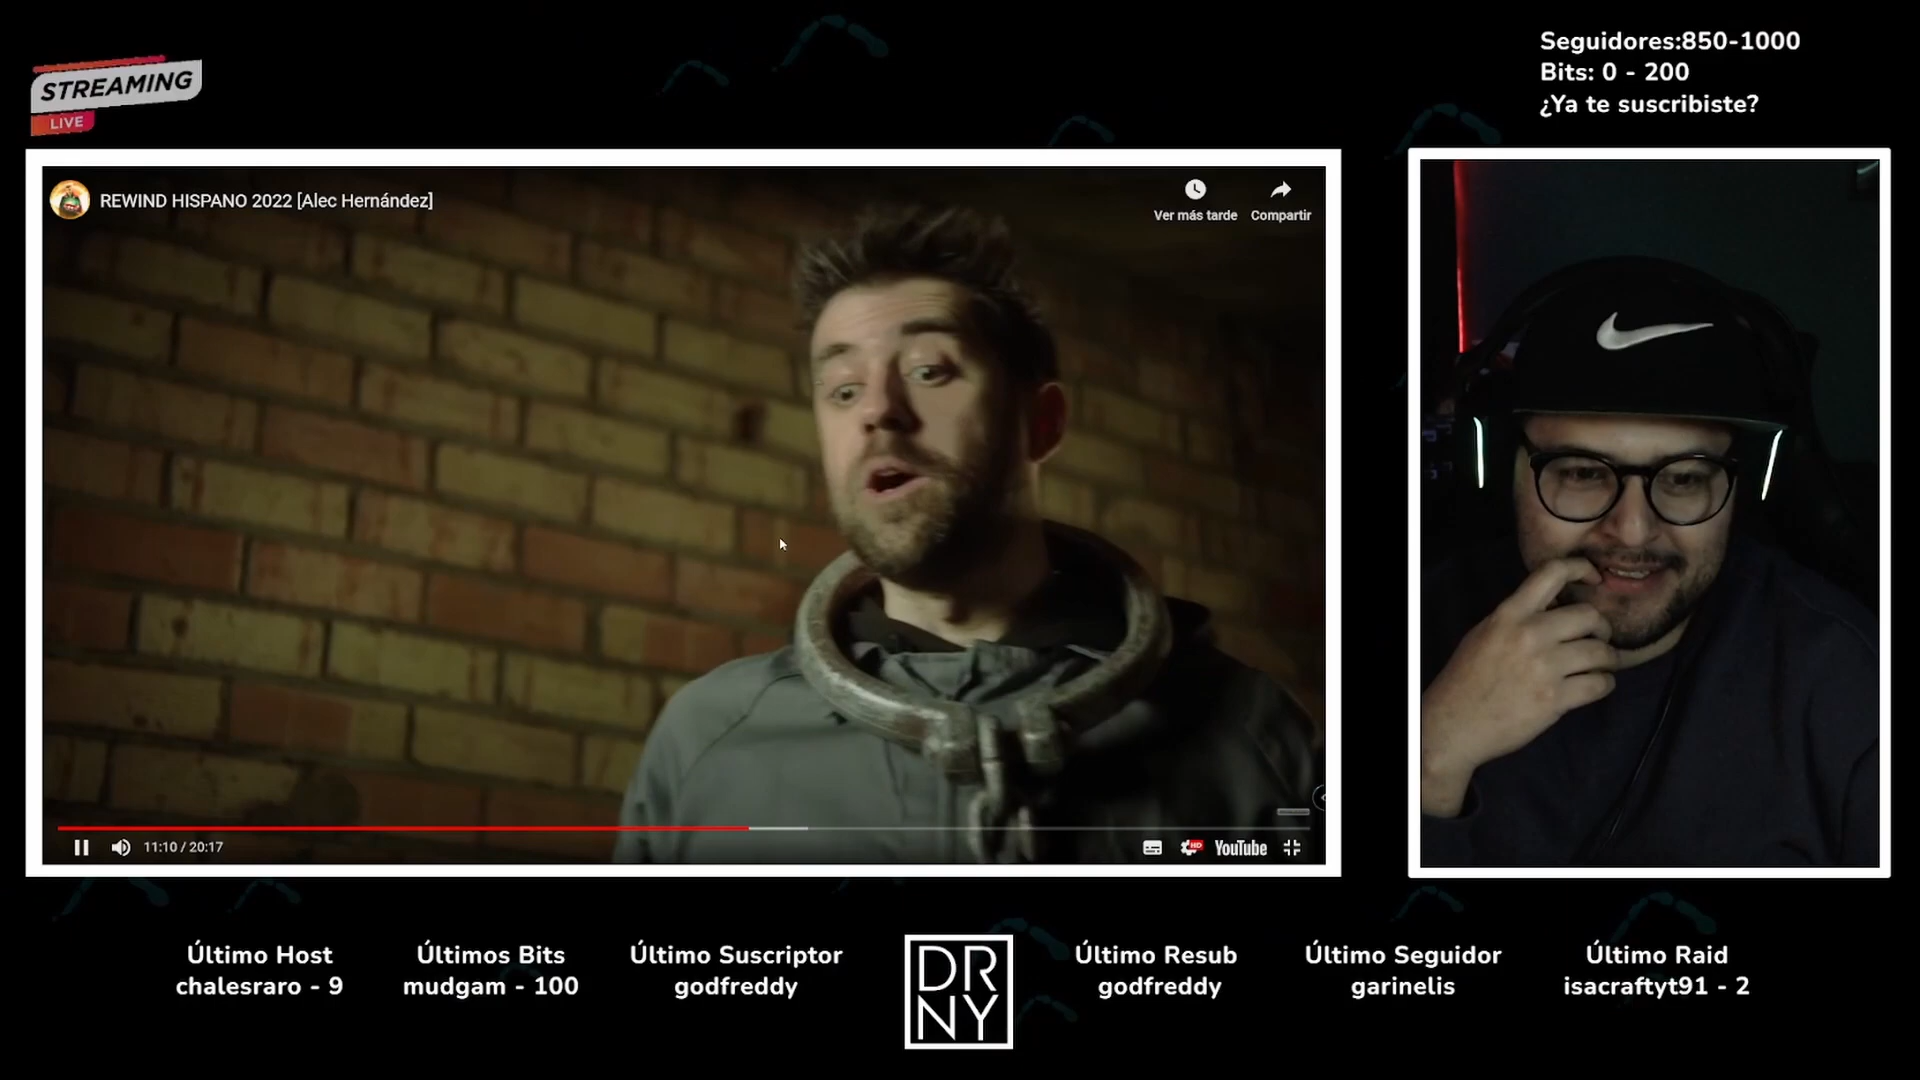 STREAMING
LIVE
Seguidores:850-1000
Bits: 0 - 200
¿Ya te suscribiste?
REWIND HISPANO 2022 [Alec Hernández]
Ver más tarde
Compartir
11:10 / 20:17
HD
YouTube
Último Host
chalesraro - 9
Últimos Bits
mudgam - 100
Último Suscriptor
godfreddy
DR
NY
Último Resub
godfreddy
Último Seguidor
garinelis
Último Raid
isacraftyt91 - 2